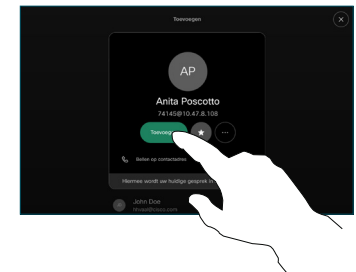 Toevoegen
AP
Anita Poscotto
74145@10.47.8.108
Bellen op contactadres
Hiermee wordt uw huidige gesprek in
John Doe